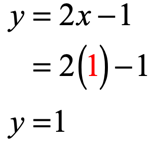 y = 2x − 1
= 2(1) − 1
y = 1